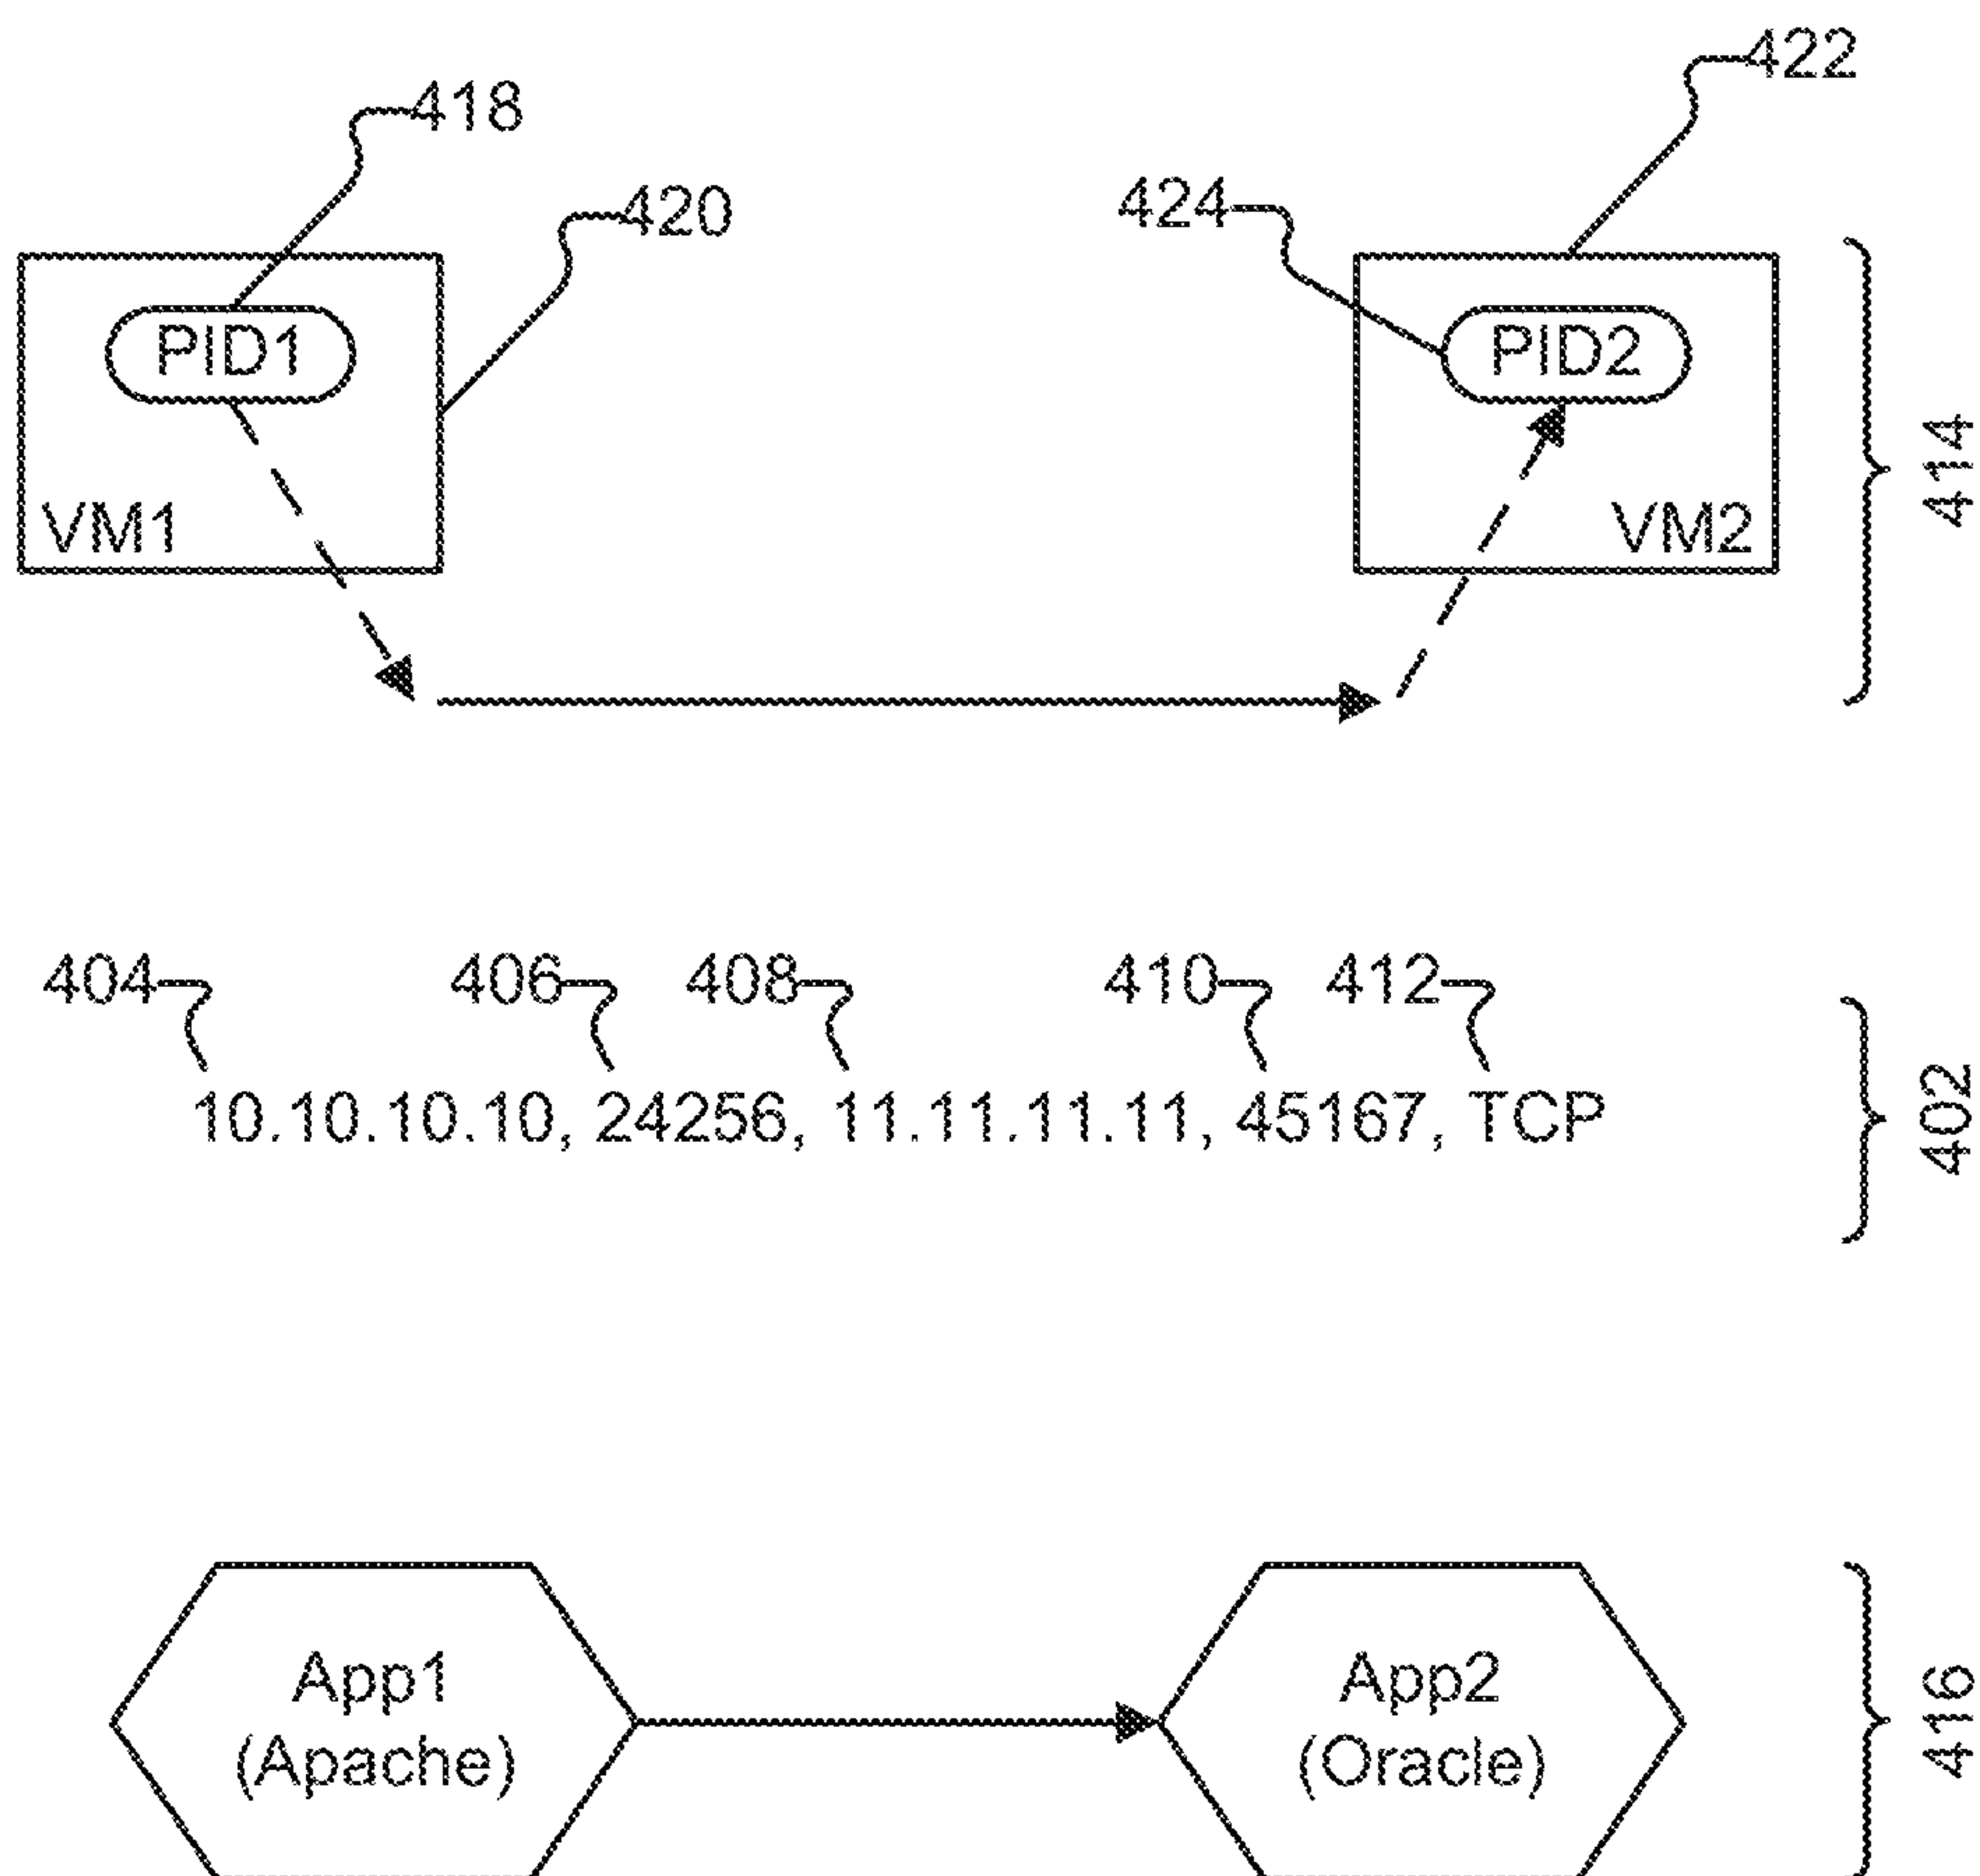 422
418
420
424
PID1
PID2
VM1
VM2
414
404 406 408 410 412
10.10.10.10, 24256, 11.11.11.11, 45167, TCP
402
App1
(Apache)
App2
(Oracle)
416